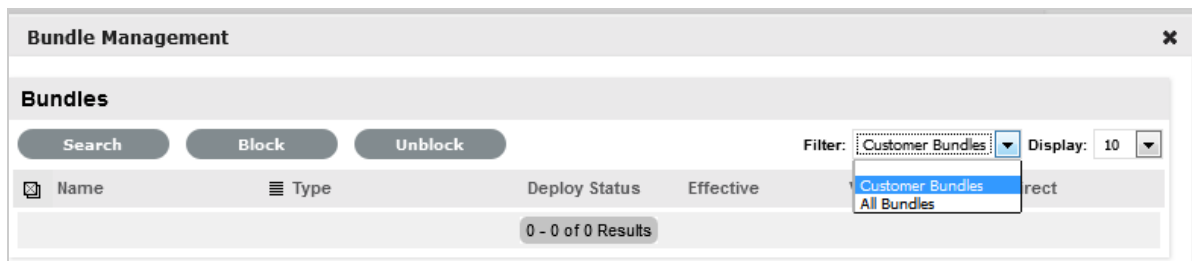 Bundle Management
Bundles
Search Block Unblock Filter: Customer Bundles Display: 10
Name Type Deploy Status Effective
Customer Bundles
All Bundles
0 - 0 of 0 Results